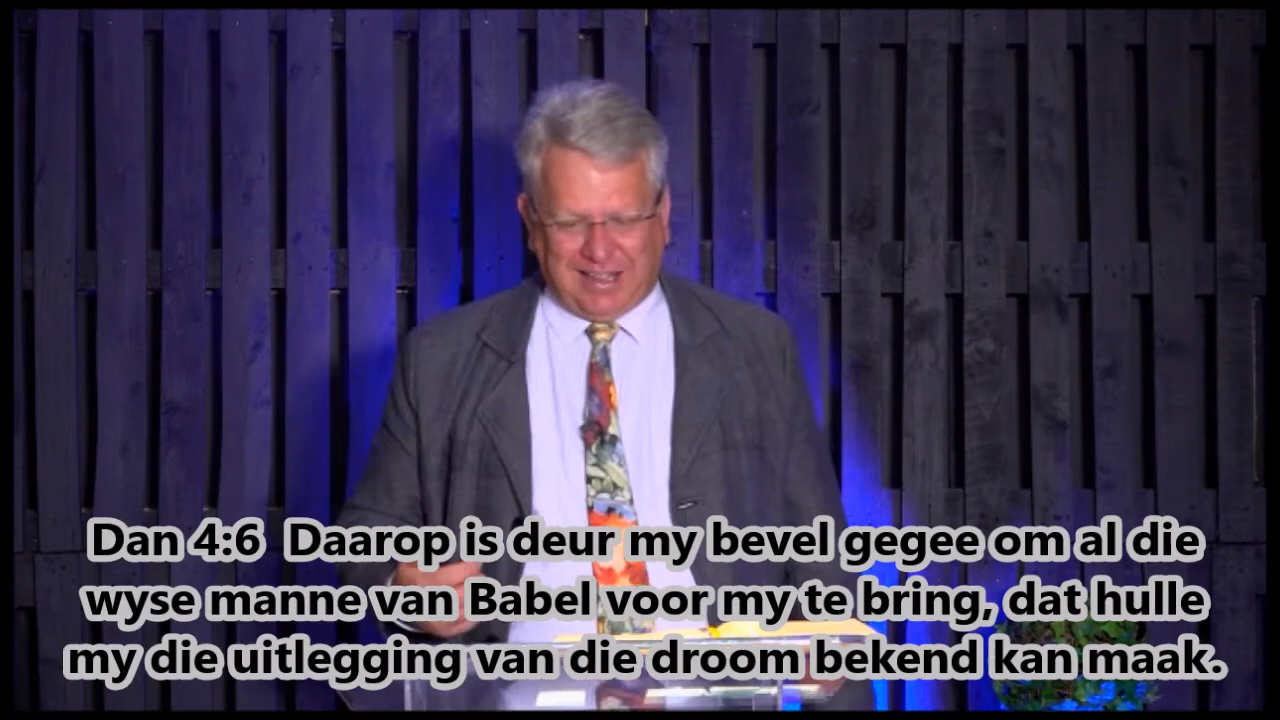 Dan 4:6  Daarop is deur my bevel gegee om al die
wyse manne van Babel voor my te bring, dat hulle
my die uitlegging van die droom bekend kan maak.